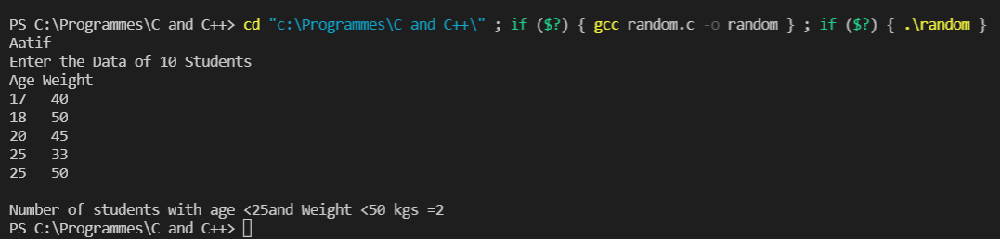 PS C:\Programmes\C and C++> cd "c:\Programmes\C and C++\" ; if ($?) { gcc random.c -o random } ; if ($?) { .\random }
Aatif
Enter the Data of 10 Students
Age Weight
17   40
18   50
20   45
25   33
25   50
Number of students with age <25and Weight <50 kgs =2
PS C:\Programmes\C and C++>